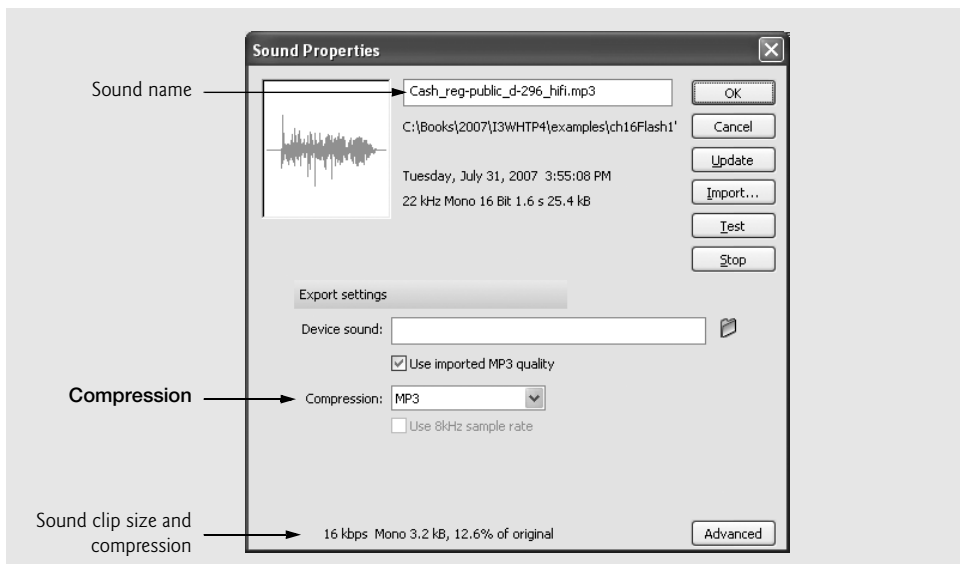 Sound Properties
Sound name
Cash_reg-public_d-296_hifi.mp3
OK
C:\Books\2007\I3WHTP4\examples\ch16Flash1'
Cancel
Update
Tuesday, July 31, 2007 3:55:08 PM
Import...
22 kHz Mono 16 Bit 1.6 s 25.4 kB
Test
Stop
Export settings
Device sound:
Use imported MP3 quality
Compression
Compression: MP3
Use 8kHz sample rate
Sound clip size and
compression
16 kbps Mono 3.2 kB, 12.6% of original
Advanced